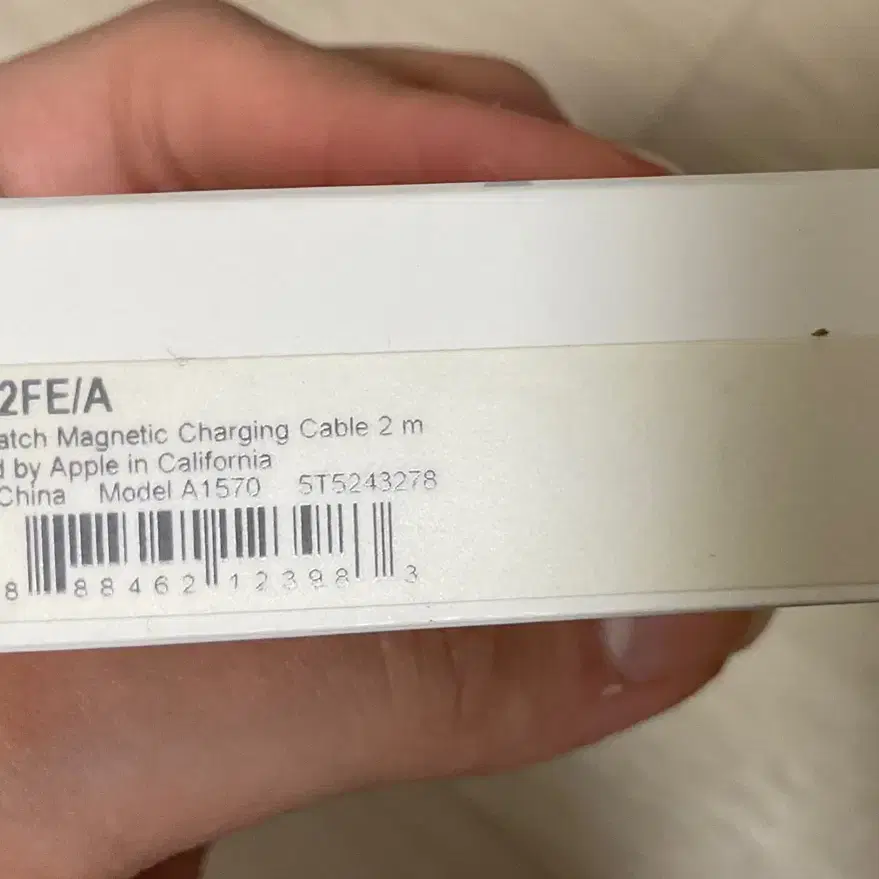 2FE/A
atch Magnetic Charging Cable 2 m
d by Apple in California
China Model A1570 5T5243278
8 88462 12398 3